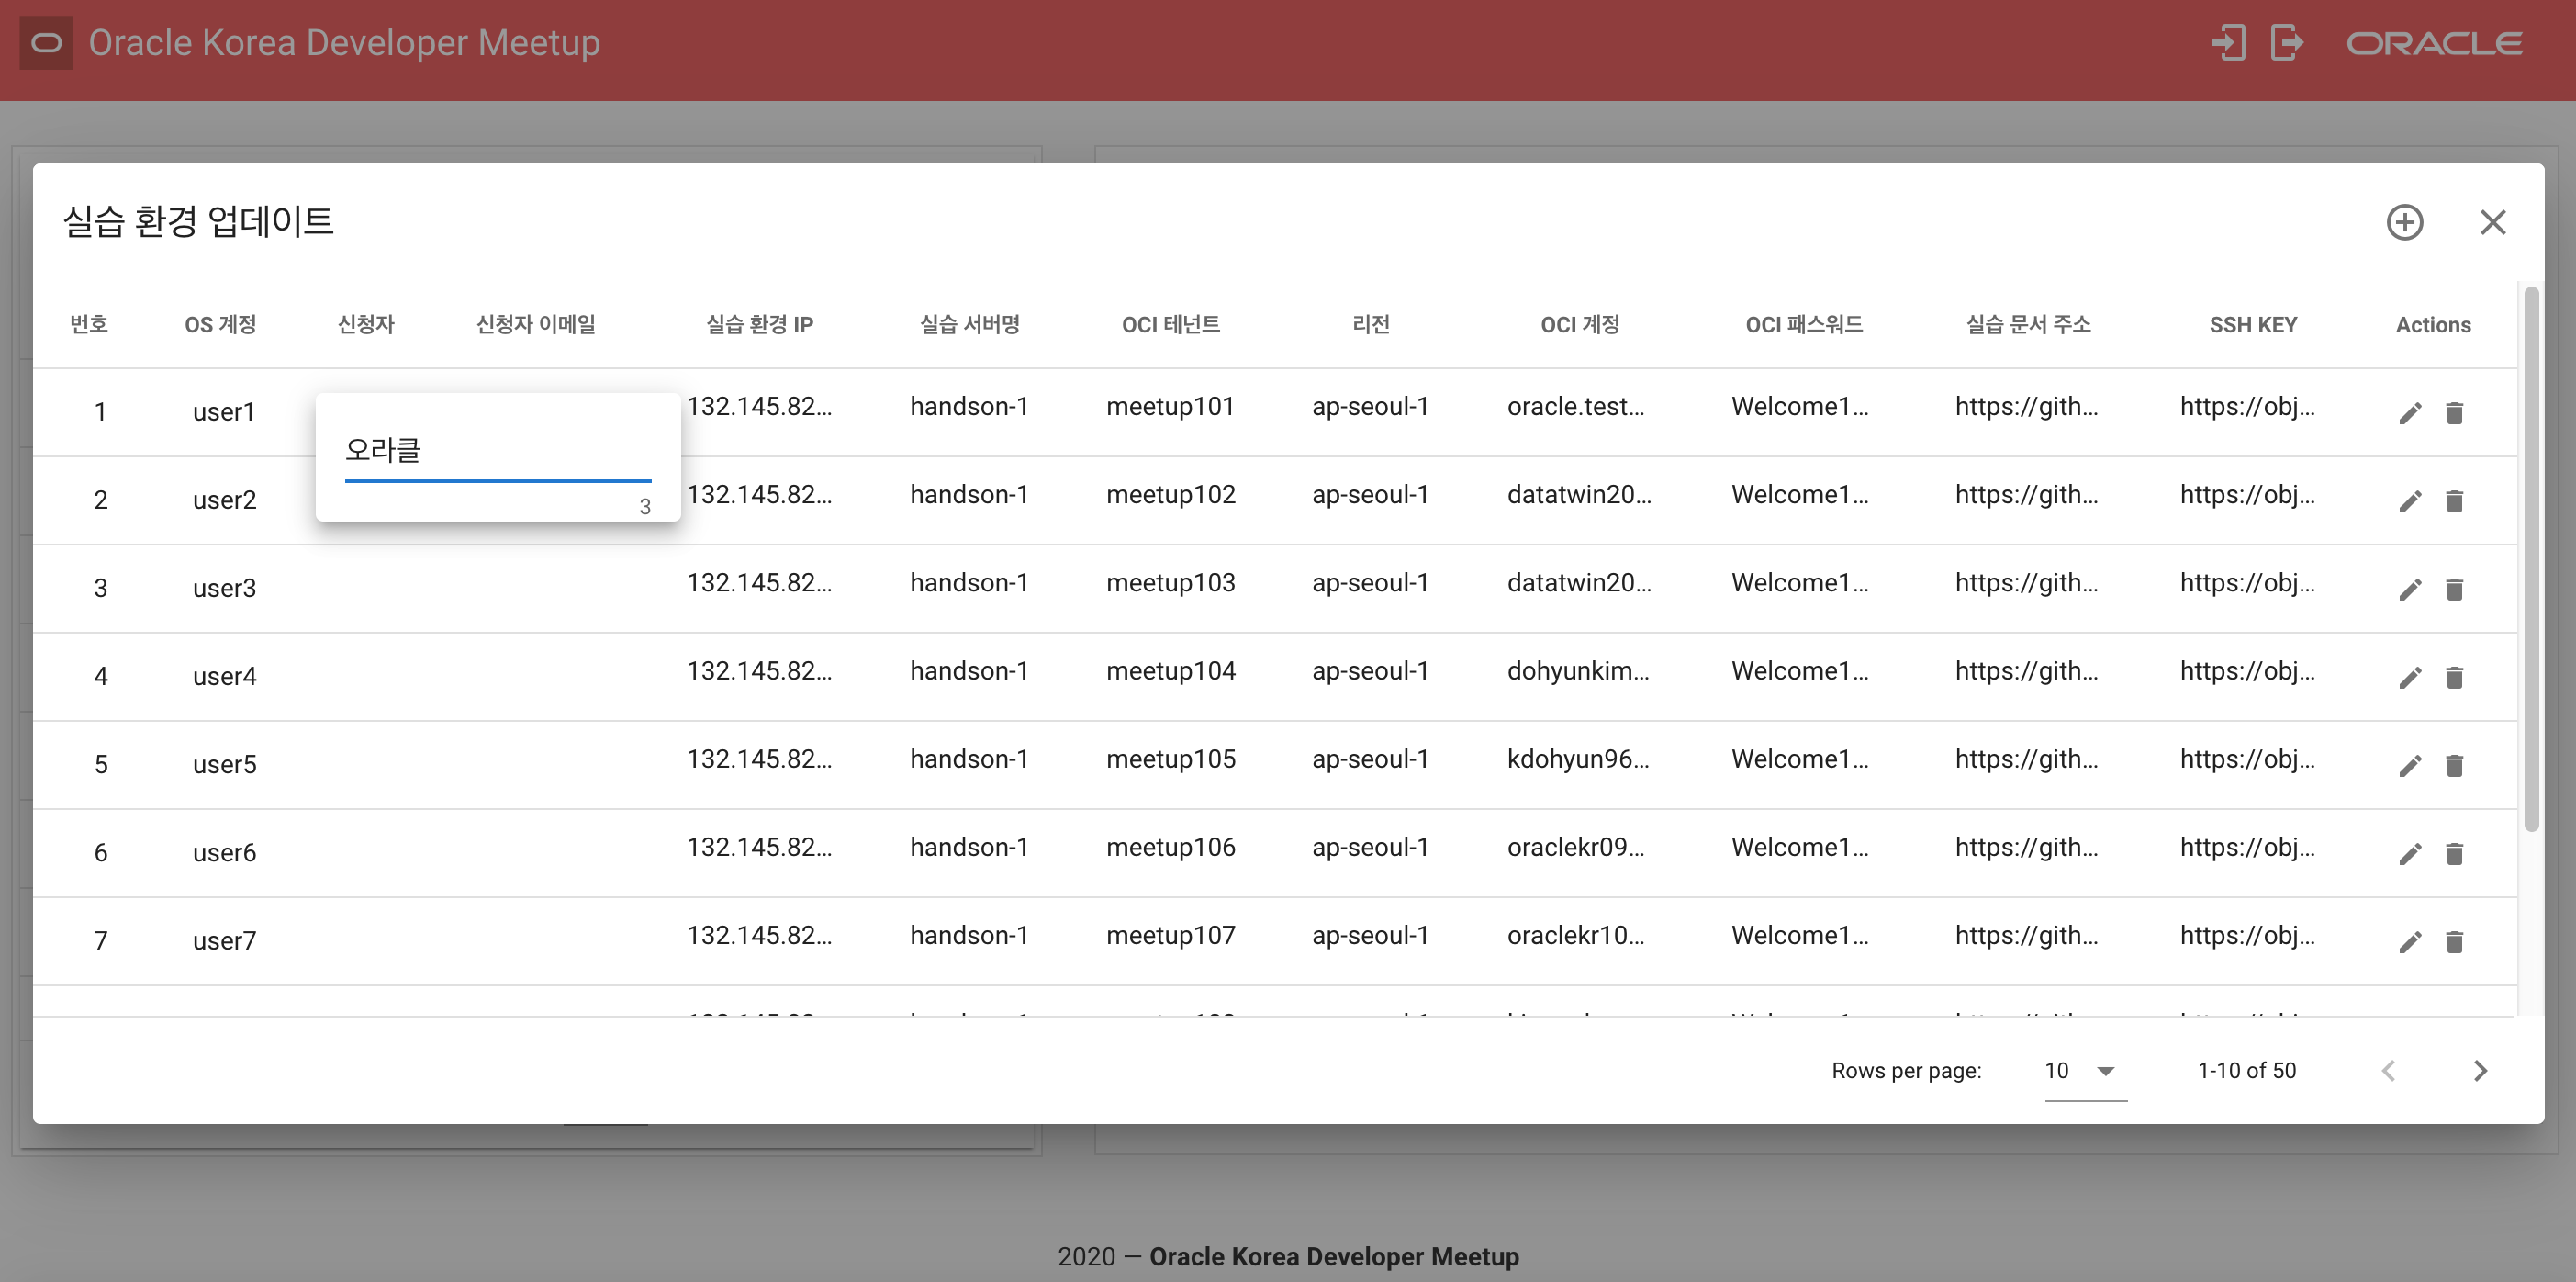 Oracle Korea Developer Meetup
ORACLE
실습 환경 업데이트
번호 OS 계정 신청자 신청자 이메일 실습 환경 IP 실습 서버명 OCI 테넌트 리전 OCI 계정 OCI 패스워드 실습 문서 주소 SSH KEY Actions
1 user1 132.145.82... handson-1 meetup101 ap-seoul-1 oracle.test... Welcome1... https://gith... https://obj...
오라클
3
2 user2 132.145.82... handson-1 meetup102 ap-seoul-1 datatwin20... Welcome1... https://gith... https://obj...
3 user3 132.145.82... handson-1 meetup103 ap-seoul-1 datatwin20... Welcome1... https://gith... https://obj...
4 user4 132.145.82... handson-1 meetup104 ap-seoul-1 dohyunkim... Welcome1... https://gith... https://obj...
5 user5 132.145.82... handson-1 meetup105 ap-seoul-1 kdohyun96... Welcome1... https://gith... https://obj...
6 user6 132.145.82... handson-1 meetup106 ap-seoul-1 oraclekr09... Welcome1... https://gith... https://obj...
7 user7 132.145.82... handson-1 meetup107 ap-seoul-1 oraclekr10... Welcome1... https://gith... https://obj...
Rows per page: 10 1-10 of 50
2020 — Oracle Korea Developer Meetup